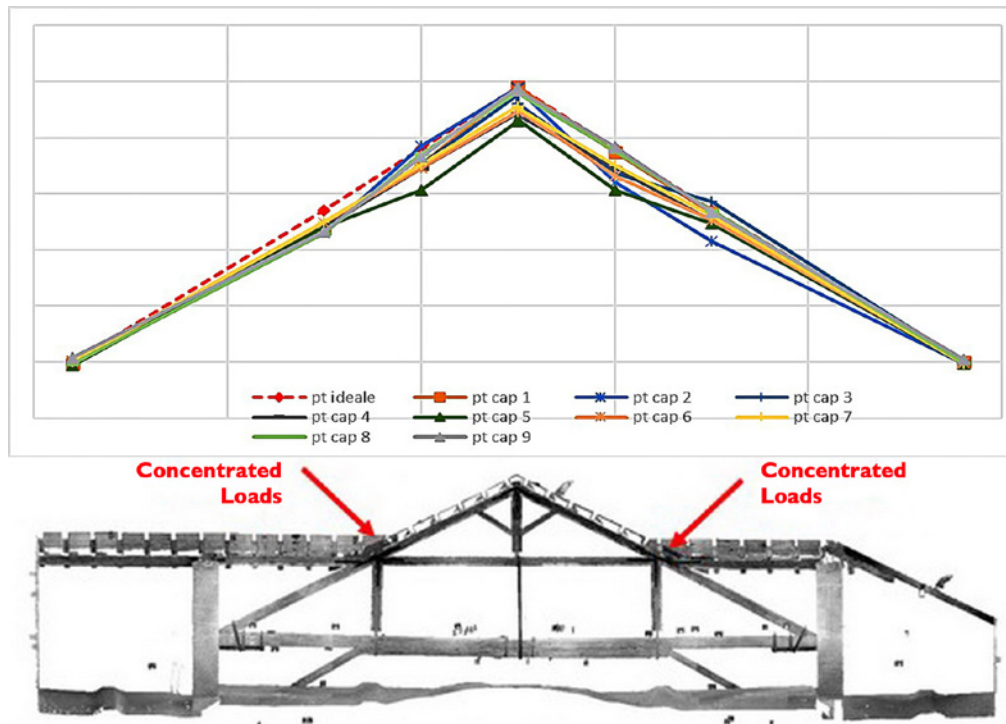 pt ideale pt cap 1 pt cap 2 pt cap 3
pt cap 4 pt cap 5 pt cap 6 pt cap 7
pt cap 8 pt cap 9
Concentrated
Loads
Concentrated
Loads